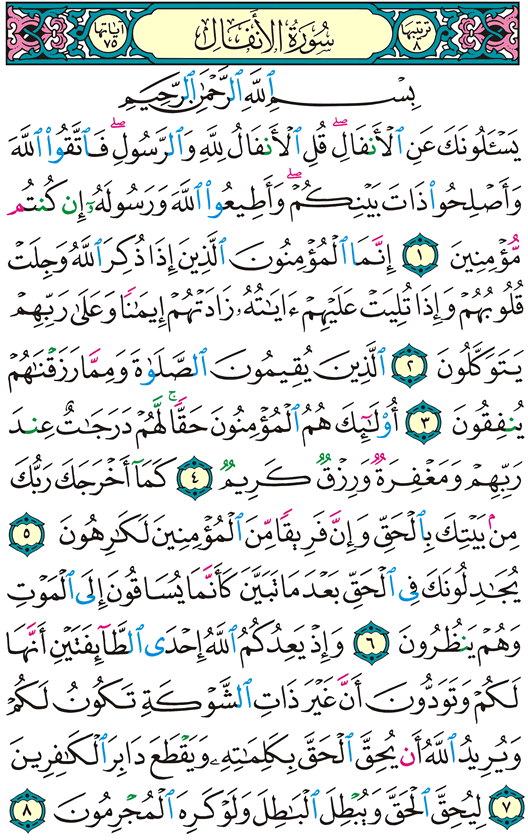 ترتيبها ٨ سُورَةُ الأَنفَالِ آياتها ٧٥
بِسْمِ ٱللَّهِ ٱلرَّحْمَٰنِ ٱلرَّحِيمِ
يَسْـَٔلُونَكَ عَنِ ٱلْأَنفَالِ ۖ قُلِ ٱلْأَنفَالُ لِلَّهِ وَٱلرَّسُولِ ۖ فَٱتَّقُوا۟ ٱللَّهَ
وَأَصْلِحُوا۟ ذَاتَ بَيْنِكُمْ ۖ وَأَطِيعُوا۟ ٱللَّهَ وَرَسُولَهُۥٓ إِن كُنتُم
مُّؤْمِنِينَ ١ إِنَّمَا ٱلْمُؤْمِنُونَ ٱلَّذِينَ إِذَا ذُكِرَ ٱللَّهُ وَجِلَتْ
قُلُوبُهُمْ وَإِذَا تُلِيَتْ عَلَيْهِمْ ءَايَٰتُهُۥ زَادَتْهُمْ إِيمَٰنًا وَعَلَىٰ رَبِّهِمْ
يَتَوَكَّلُونَ ٢ ٱلَّذِينَ يُقِيمُونَ ٱلصَّلَوٰةَ وَمِمَّا رَزَقْنَٰهُمْ
يُنفِقُونَ ٣ أُو۟لَٰٓئِكَ هُمُ ٱلْمُؤْمِنُونَ حَقًّا ۚ لَّهُمْ دَرَجَٰتٌ عِندَ
رَبِّهِمْ وَمَغْفِرَةٌ وَرِزْقٌ كَرِيمٌ ٤ كَمَآ أَخْرَجَكَ رَبُّكَ
مِنۢ بَيْتِكَ بِٱلْحَقِّ وَإِنَّ فَرِيقًا مِّنَ ٱلْمُؤْمِنِينَ لَكَٰرِهُونَ ٥
يُجَٰدِلُونَكَ فِى ٱلْحَقِّ بَعْدَ مَا تَبَيَّنَ كَأَنَّمَا يُسَاقُونَ إِلَى ٱلْمَوْتِ
وَهُمْ يَنظُرُونَ ٦ وَإِذْ يَعِدُكُمُ ٱللَّهُ إِحْدَى ٱلطَّآئِفَتَيْنِ أَنَّهَا
لَكُمْ وَتَوَدُّونَ أَنَّ غَيْرَ ذَاتِ ٱلشَّوْكَةِ تَكُونُ لَكُمْ
وَيُرِيدُ ٱللَّهُ أَن يُحِقَّ ٱلْحَقَّ بِكَلِمَٰتِهِۦ وَيَقْطَعَ دَابِرَ ٱلْكَٰفِرِينَ
٧ لِيُحِقَّ ٱلْحَقَّ وَيُبْطِلَ ٱلْبَٰطِلَ وَلَوْ كَرِهَ ٱلْمُجْرِمُونَ ٨